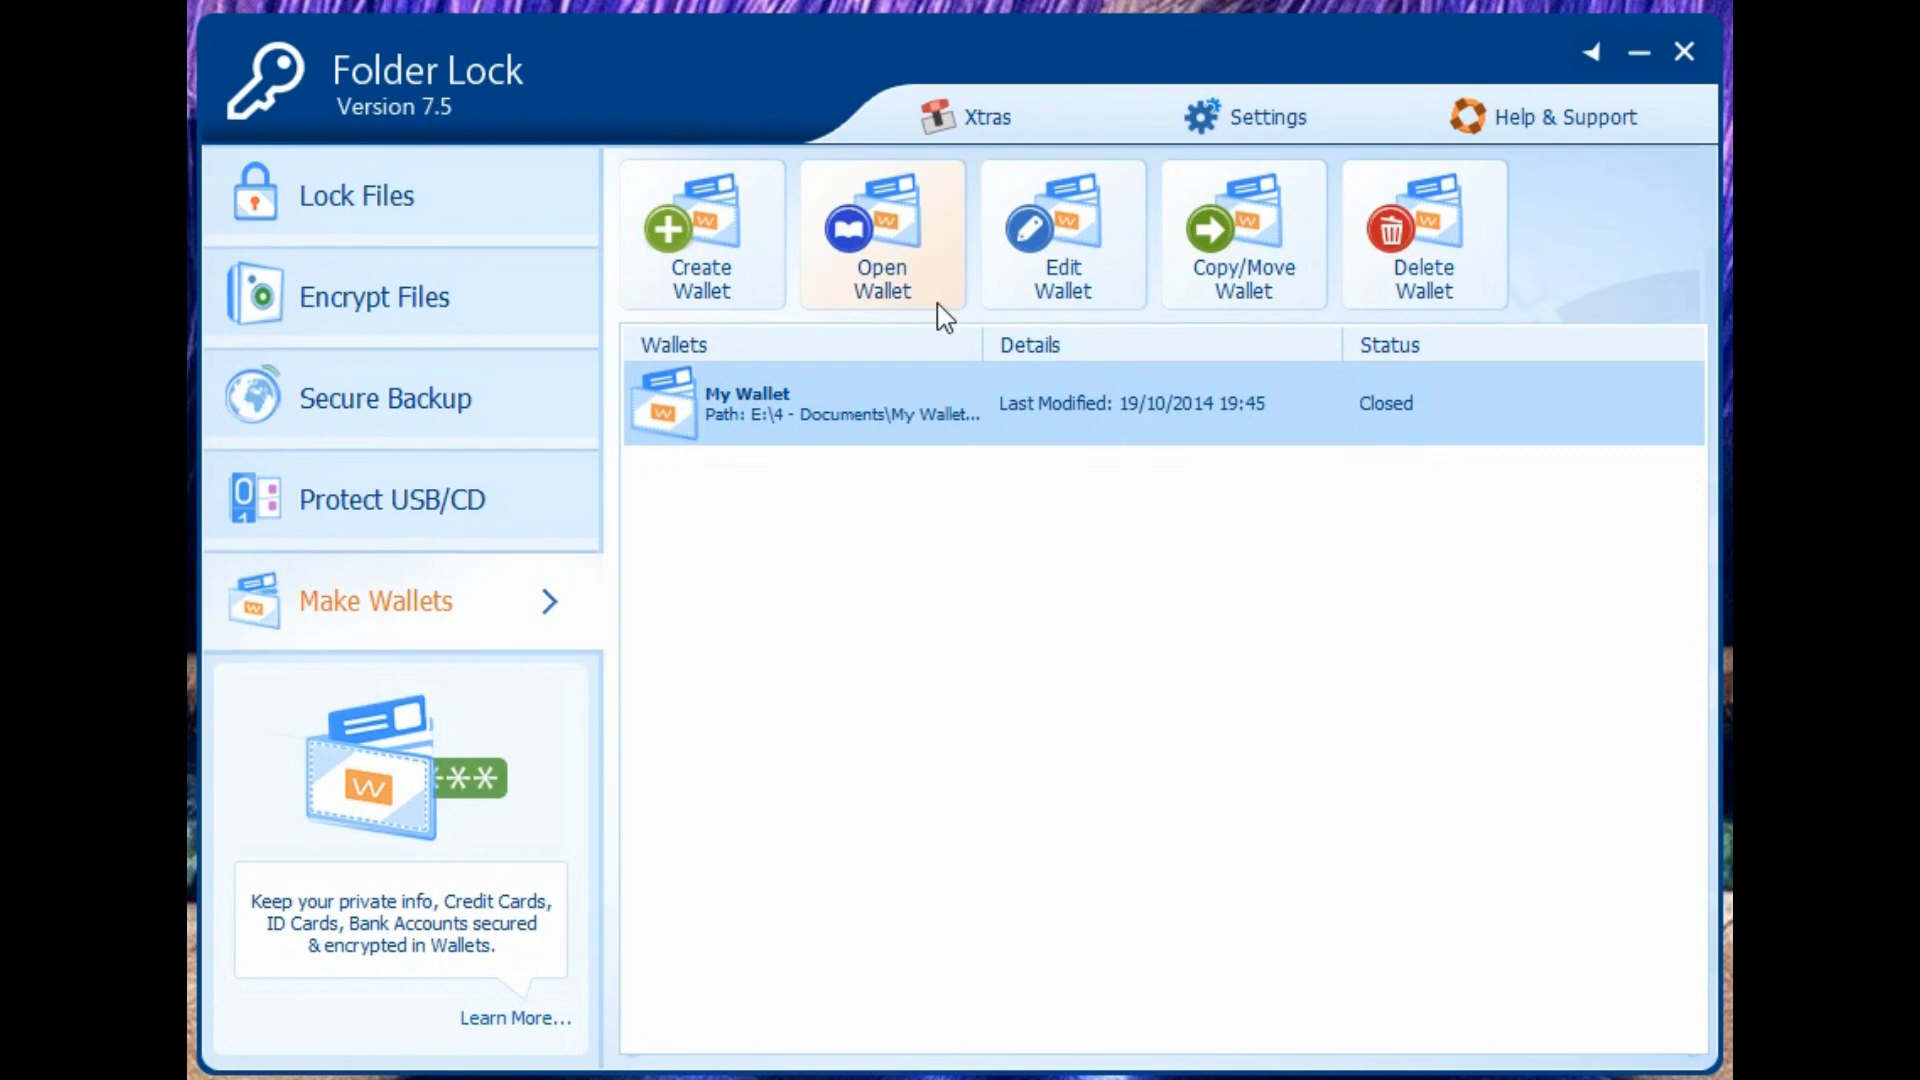 Folder Lock
Version 7.5
Xtras
Settings
Help & Support
Lock Files
Encrypt Files
Secure Backup
Protect USB/CD
Make Wallets
Create
Wallet
Open
Wallet
Edit
Wallet
Copy/Move
Wallet
Delete
Wallet
Wallets
Details
Status
My Wallet
Path: E:\4 - Documents\My Wallet...
Last Modified: 19/10/2014 19:45
Closed
W
***
Keep your private info, Credit Cards,
ID Cards, Bank Accounts secured
& encrypted in Wallets.
Learn More...